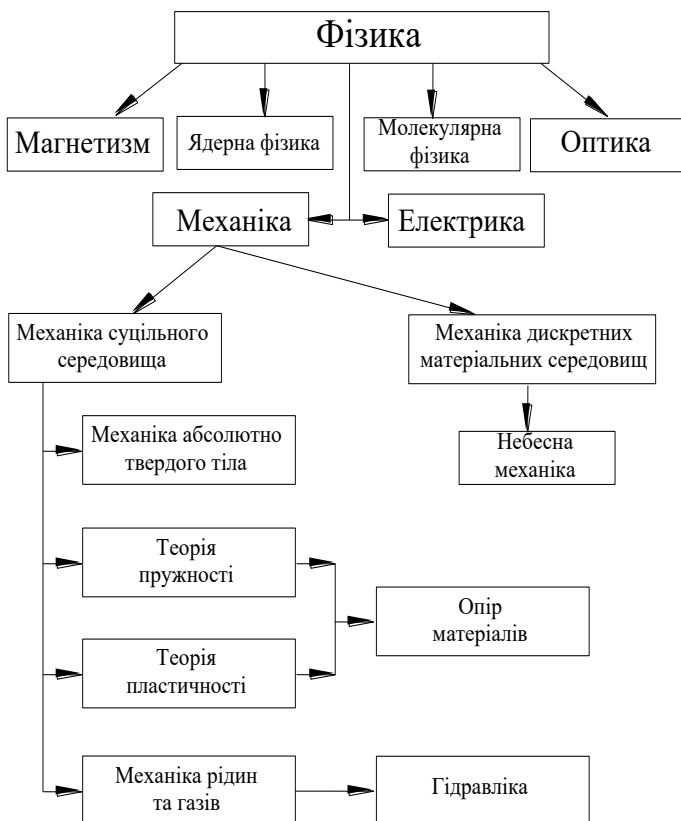 Фізика
Магнетизм
Ядерна фізика
Молекулярна
фізика
Оптика
Механіка
Електрика
Механіка суцільного
середовища
Механіка дискретних
матеріальних середовищ
Механіка абсолютно
твердого тіла
Небесна
механіка
Теорія
пружності
Опір
матеріалів
Теорія
пластичності
Механіка рідин
та газів
Гідравліка